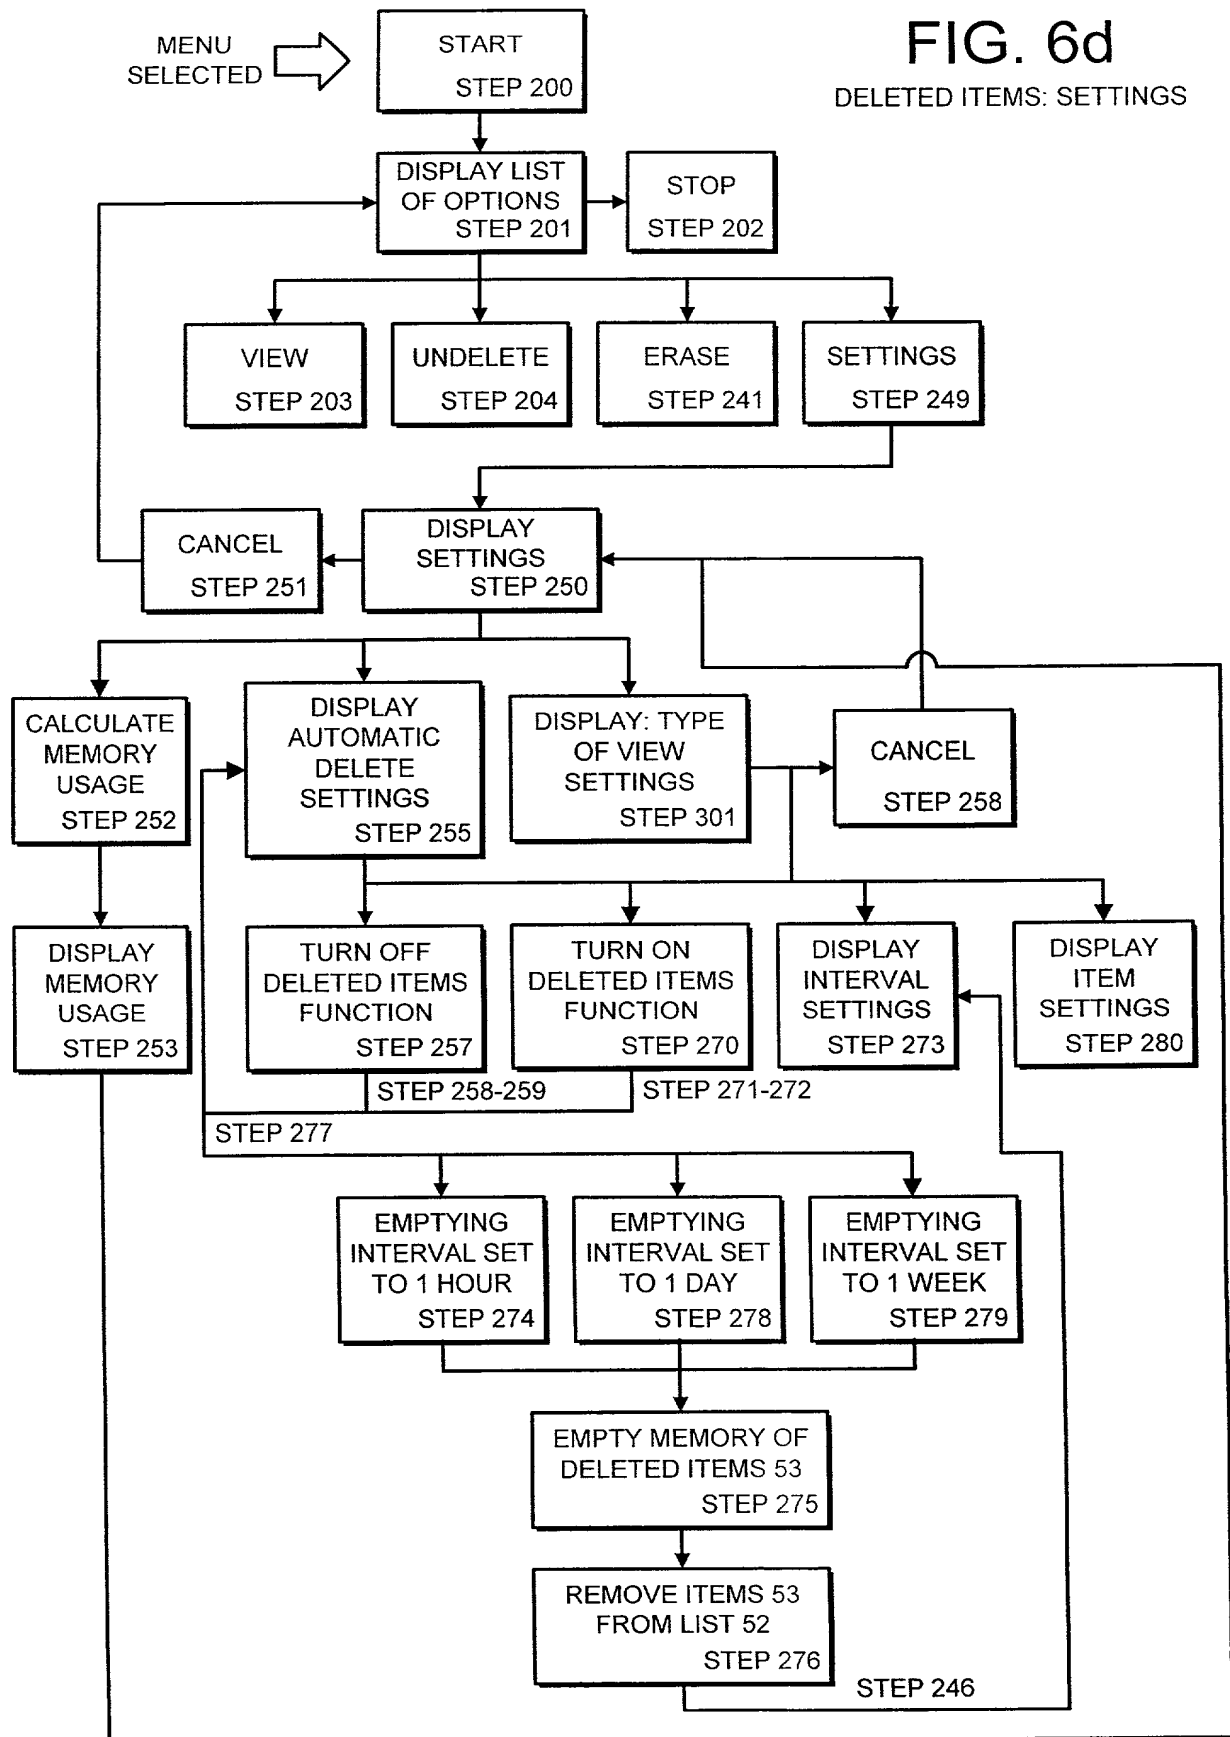 FIG. 6d
DELETED ITEMS: SETTINGS
MENU
SELECTED
START
STEP 200
DISPLAY LIST
OF OPTIONS
STEP 201
STOP
STEP 202
VIEW
STEP 203
UNDELETE
STEP 204
ERASE
STEP 241
SETTINGS
STEP 249
CANCEL
STEP 251
DISPLAY
SETTINGS
STEP 250
CALCULATE
MEMORY
USAGE
STEP 252
DISPLAY
AUTOMATIC
DELETE
SETTINGS
STEP 255
DISPLAY: TYPE
OF VIEW
SETTINGS
STEP 301
CANCEL
STEP 258
DISPLAY
MEMORY
USAGE
STEP 253
TURN OFF
DELETED ITEMS
FUNCTION
STEP 257
TURN ON
DELETED ITEMS
FUNCTION
STEP 270
DISPLAY
INTERVAL
SETTINGS
STEP 273
DISPLAY
ITEM
SETTINGS
STEP 280
STEP 258-259
STEP 271-272
STEP 277
EMPTYING
INTERVAL SET
TO 1 HOUR
STEP 274
EMPTYING
INTERVAL SET
TO 1 DAY
STEP 278
EMPTYING
INTERVAL SET
TO 1 WEEK
STEP 279
EMPTY MEMORY OF
DELETED ITEMS 53
STEP 275
REMOVE ITEMS 53
FROM LIST 52
STEP 276
STEP 246